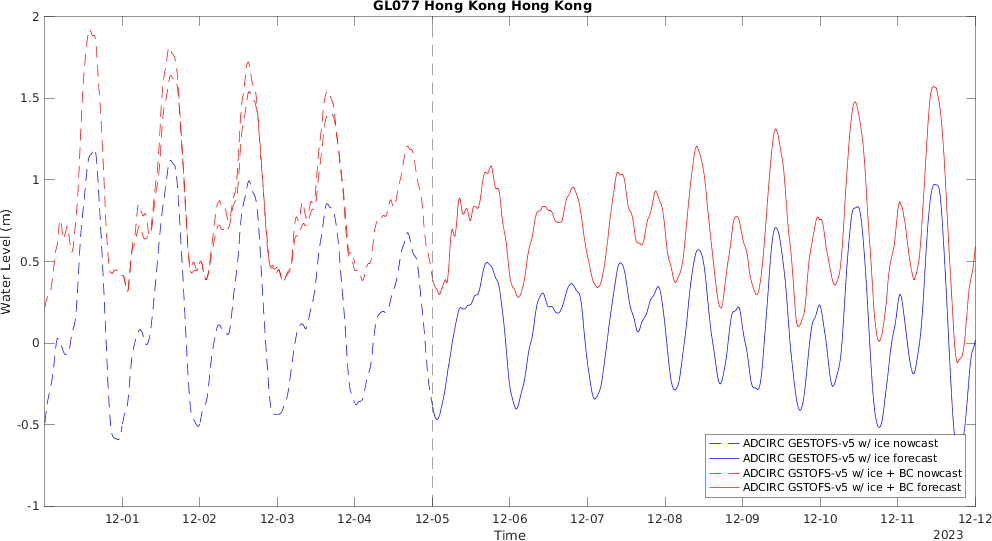 GL077 Hong Kong Hong Kong
Water Level (m)
2
1.5
1
0.5
0
-0.5
-1
12-01 12-02 12-03 12-04 12-05 12-06 12-07 12-08 12-09 12-10 12-11 12-12
Time
2023
ADCIRC GESTOFS-v5 w/ ice nowcast
ADCIRC GESTOFS-v5 w/ ice forecast
ADCIRC GSTOFS-v5 w/ ice + BC nowcast
ADCIRC GSTOFS-v5 w/ ice + BC forecast